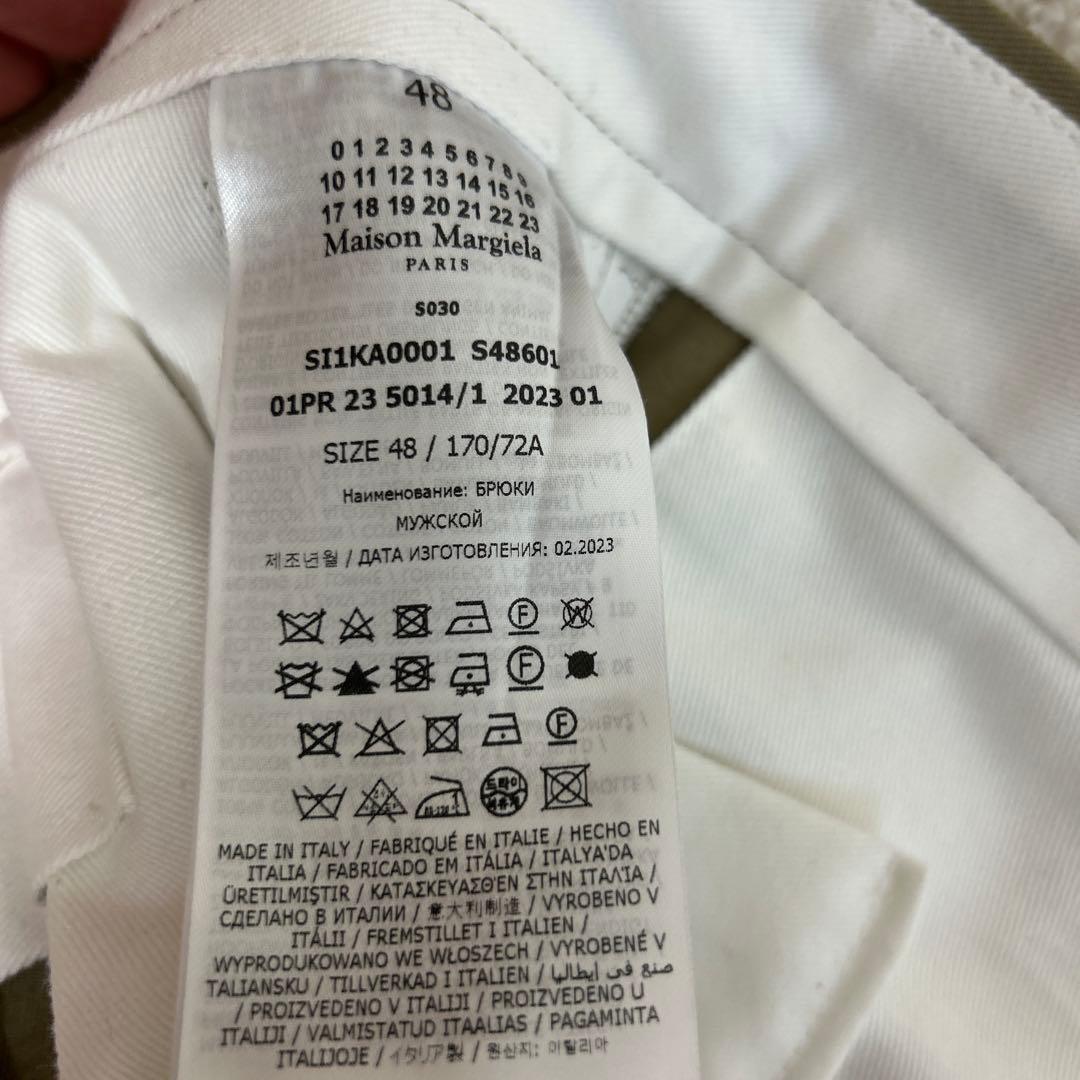 48
0 1 2 3 4 5 6 7 8 9
10 11 12 13 14 15 16
17 18 19 20 21 22 23
Maison Margiela
PARIS
S030
SI1KA0001 S48601
01PR 23 5014/1 2023 01
SIZE 48 / 170/72A
Наименование: БРЮКИ
МУЖСКОЙ
제조년월 / ДАТА ИЗГОТОВЛЕНИЯ: 02.2023
F W
F
F
드라이
MADE IN ITALY / FABRIQUÉ EN ITALIE / HECHO EN
ITALIA / FABRICADO EM ITÁLIA / ITALYA'DA
ÜRETILMIŞTIR / ΚΑΤΑΣΚΕΥΑΣΘΈΝ ΣΤΗΝ ΙΤΑΛΊΑ /
СДЕЛАНО В ИТАЛИИ / 意大利制造 / VYROBENO V
ITÁLII / FREMSTILLET I ITALIEN /
WYPRODUKOWANO WE WŁOSZECH / VYROBENÉ V
TALIANSKU / TILLVERKAD I ITALIEN / صنع في إيطاليا
/ PROIZVEDENO V ITALIJI / PROIZVEDENO U
ITALIJI / VALMISTATUD ITAALIAS / PAGAMINTA
ITALIJOJE / イタリア製 / 원산지: 이탈리아